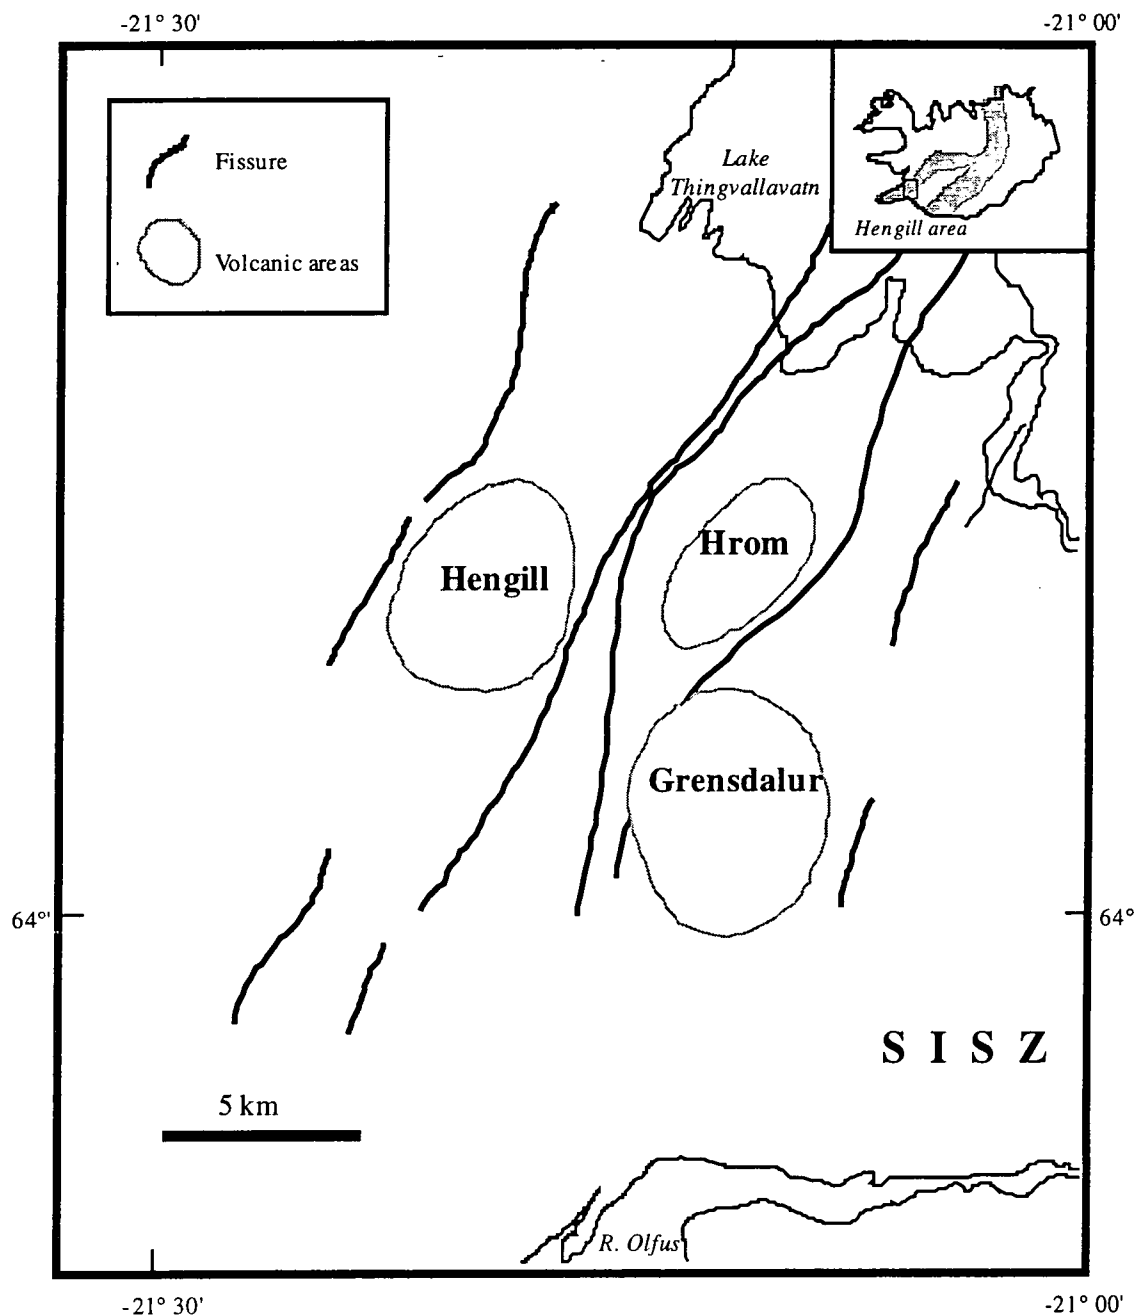 -21° 30'
-21° 00'
Fissure
Volcanic areas
Lake
Thingvallavatn
Hengill area
Hrom
Hengill
Grensdalur
64°'
64°
S I S Z
5 km
R. Olfus
-21° 30'
-21° 00'